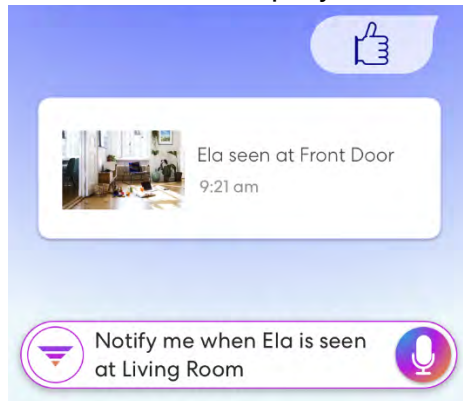 Ela seen at Front Door
9:21 am
Notify me when Ela is seen
at Living Room